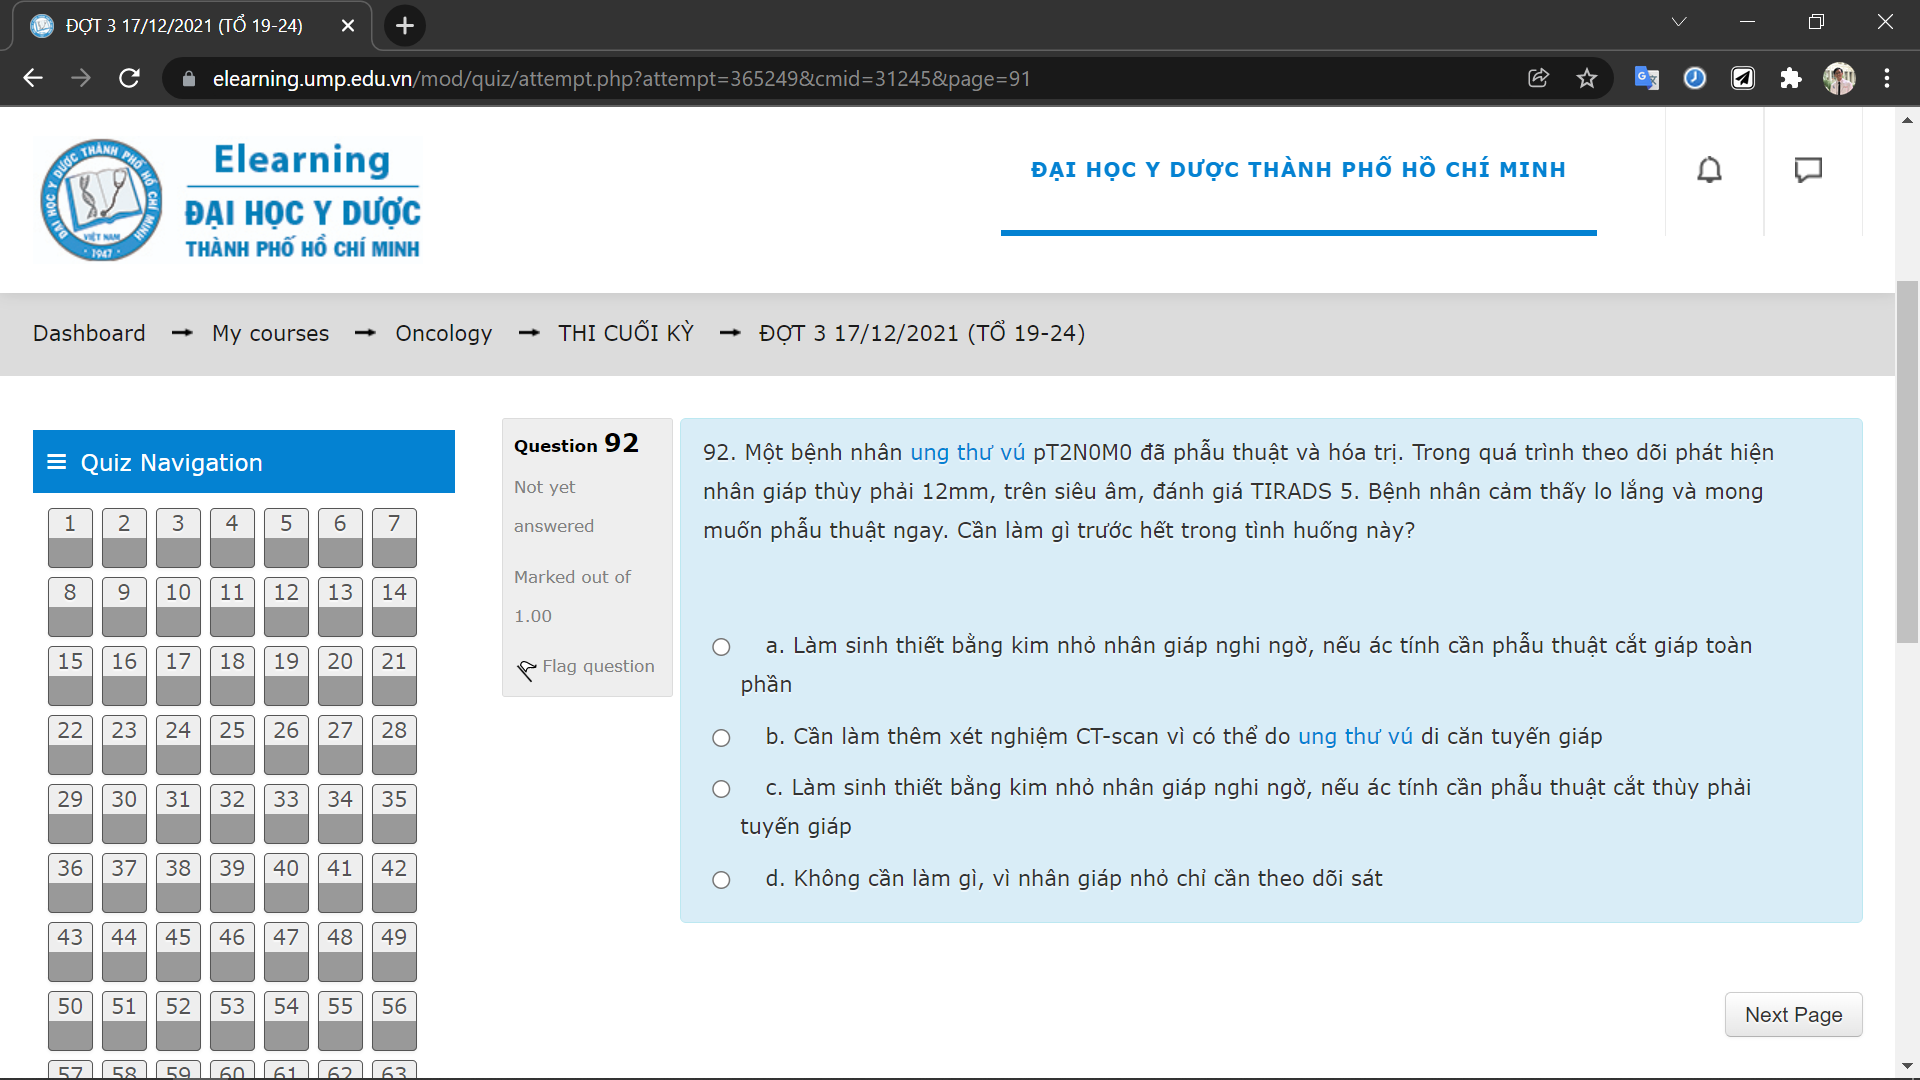 ĐỢT 3 17/12/2021 (TỔ 19-24)
elearning.ump.edu.vn/mod/quiz/attempt.php?attempt=365249&cmid=31245&page=91
ĐẠI HỌC Y DƯỢC THÀNH PHỐ HỒ CHÍ MINH
VIỆT NAM
1947
Elearning
ĐẠI HỌC Y DƯỢC
THÀNH PHỐ HỒ CHÍ MINH
ĐẠI HỌC Y DƯỢC THÀNH PHỐ HỒ CHÍ MINH
Dashboard → My courses → Oncology → THI CUỐI KỲ → ĐỢT 3 17/12/2021 (TỔ 19-24)
Quiz Navigation
1 2 3 4 5 6 7
8 9 10 11 12 13 14
15 16 17 18 19 20 21
22 23 24 25 26 27 28
29 30 31 32 33 34 35
36 37 38 39 40 41 42
43 44 45 46 47 48 49
50 51 52 53 54 55 56
57 58 59 60 61 62 63
Question 92
Not yet
answered
Marked out of
1.00
Flag question
92. Một bệnh nhân ung thư vú pT2N0M0 đã phẫu thuật và hóa trị. Trong quá trình theo dõi phát hiện
nhân giáp thùy phải 12mm, trên siêu âm, đánh giá TIRADS 5. Bệnh nhân cảm thấy lo lắng và mong
muốn phẫu thuật ngay. Cần làm gì trước hết trong tình huống này?
a. Làm sinh thiết bằng kim nhỏ nhân giáp nghi ngờ, nếu ác tính cần phẫu thuật cắt giáp toàn
phần
b. Cần làm thêm xét nghiệm CT-scan vì có thể do ung thư vú di căn tuyến giáp
c. Làm sinh thiết bằng kim nhỏ nhân giáp nghi ngờ, nếu ác tính cần phẫu thuật cắt thùy phải
tuyến giáp
d. Không cần làm gì, vì nhân giáp nhỏ chỉ cần theo dõi sát
Next Page